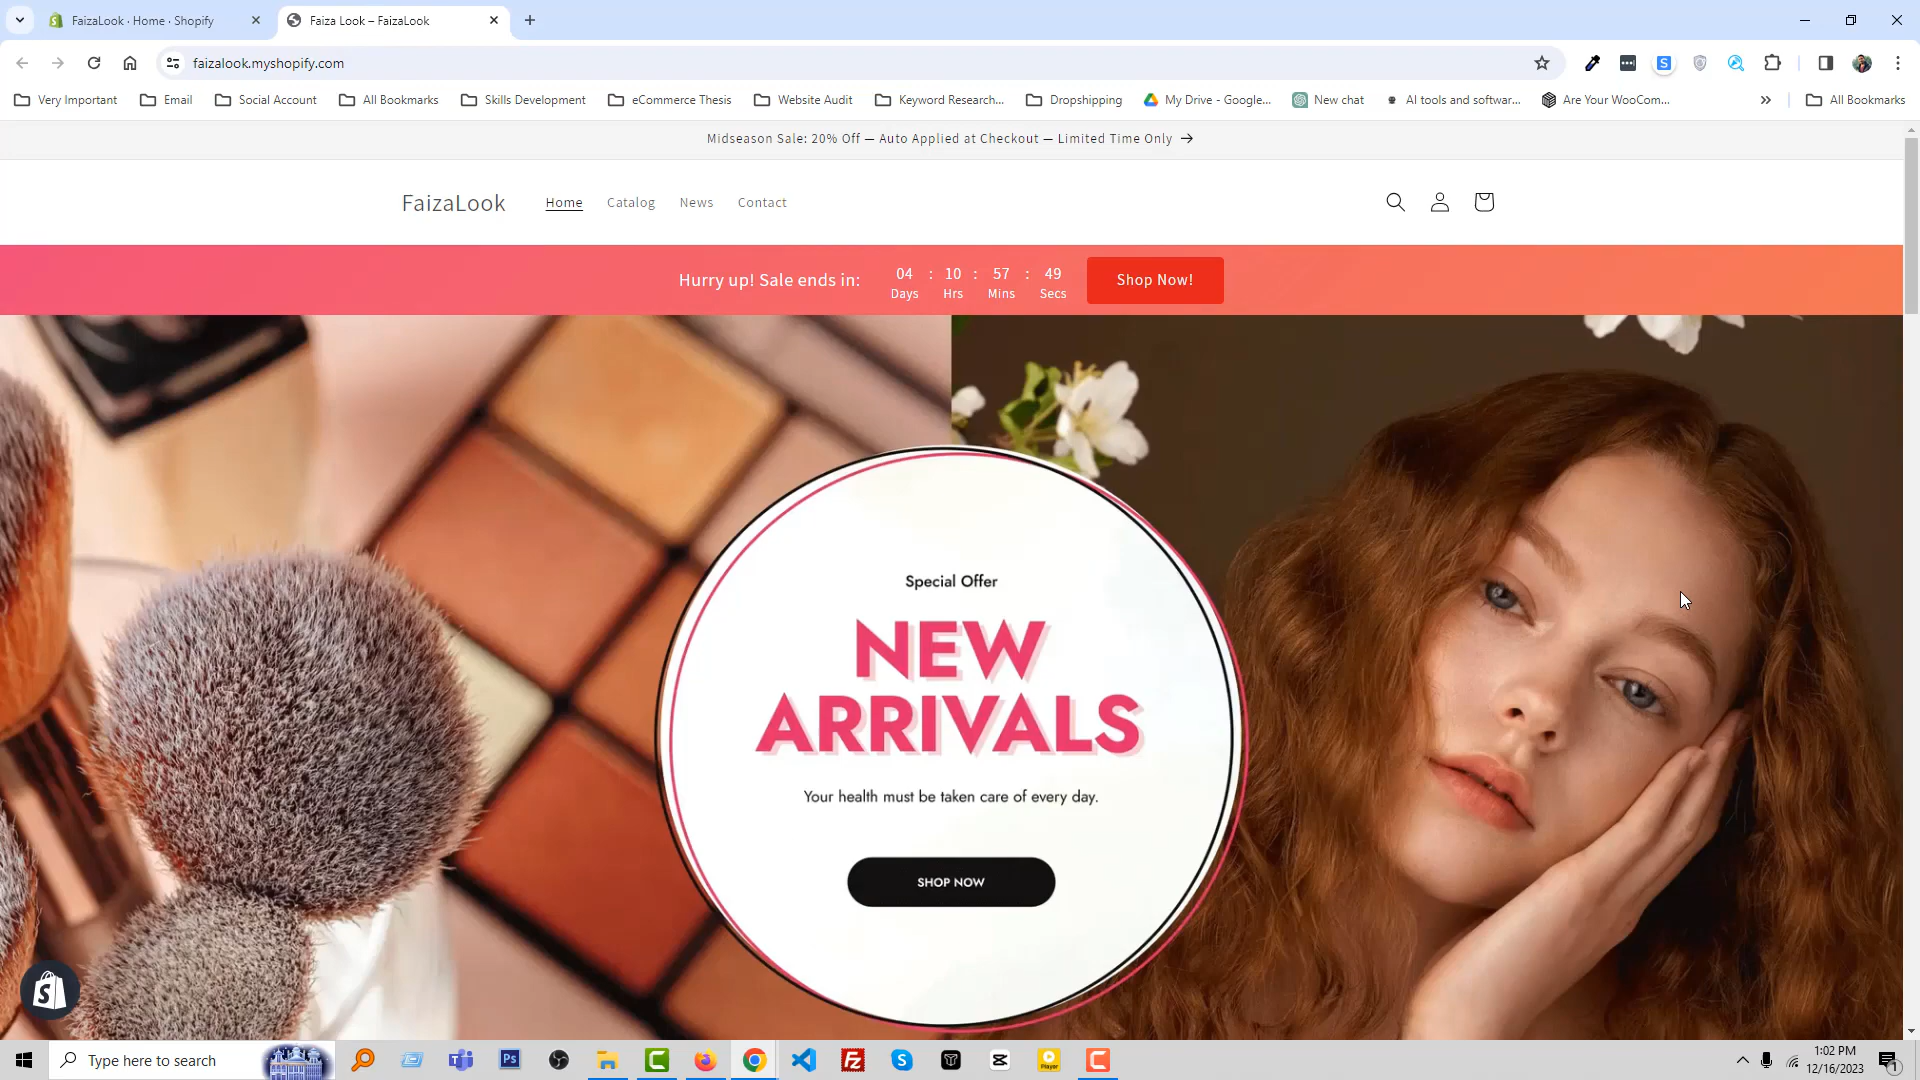 FaizaLook · Home · Shopify
Faiza Look – FaizaLook
faizalook.myshopify.com
Very Important
Email
Social Account
All Bookmarks
Skills Development
eCommerce Thesis
Website Audit
Keyword Research...
Dropshipping
My Drive - Google...
New chat
AI tools and softwar...
Are Your WooCom...
All Bookmarks
Midseason Sale: 20% Off — Auto Applied at Checkout — Limited Time Only →
FaizaLook
Home
Catalog
News
Contact
Hurry up! Sale ends in:
04 : 10 : 57 : 49
Days Hrs Mins Secs
Shop Now!
Special Offer
NEW
ARRIVALS
Your health must be taken care of every day.
SHOP NOW
Type here to search
1:02 PM
12/16/2023